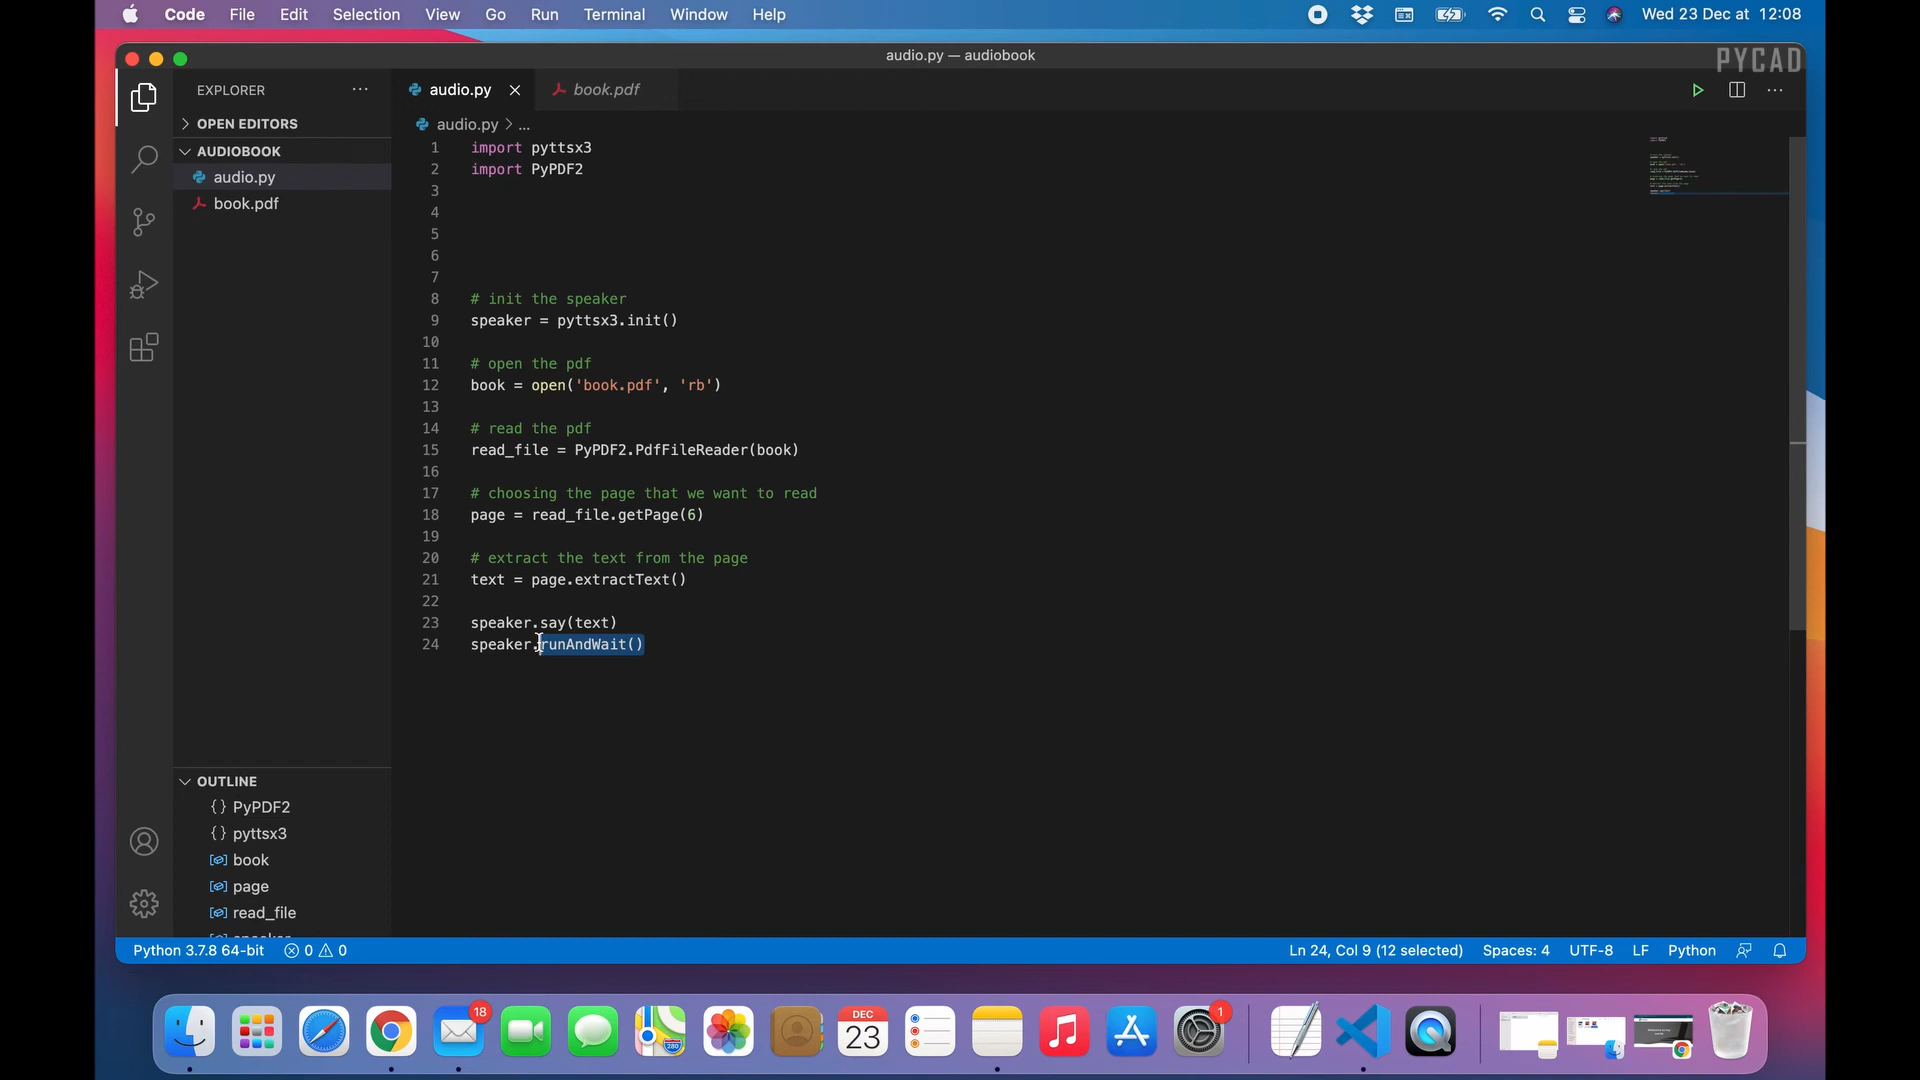 Code File Edit Selection View Go Run Terminal Window Help Wed 23 Dec at 12:08
audio.py — audiobook
PYCAD
EXPLORER ··· audio.py book.pdf ···
OPEN EDITORS
audio.py > ...
AUDIOBOOK
audio.py
book.pdf
1 import pyttsx3
2 import PyPDF2
3
4
5
6
7
8 # init the speaker
9 speaker = pyttsx3.init()
10
11 # open the pdf
12 book = open('book.pdf', 'rb')
13
14 # read the pdf
15 read_file = PyPDF2.PdfFileReader(book)
16
17 # choosing the page that we want to read
18 page = read_file.getPage(6)
19
20 # extract the text from the page
21 text = page.extractText()
22
23 speaker.say(text)
24 speaker.runAndWait()
OUTLINE
{} PyPDF2
{} pyttsx3
book
page
read_file
Python 3.7.8 64-bit 0 0 Ln 24, Col 9 (12 selected) Spaces: 4 UTF-8 LF Python
18
DEC
23
280
1